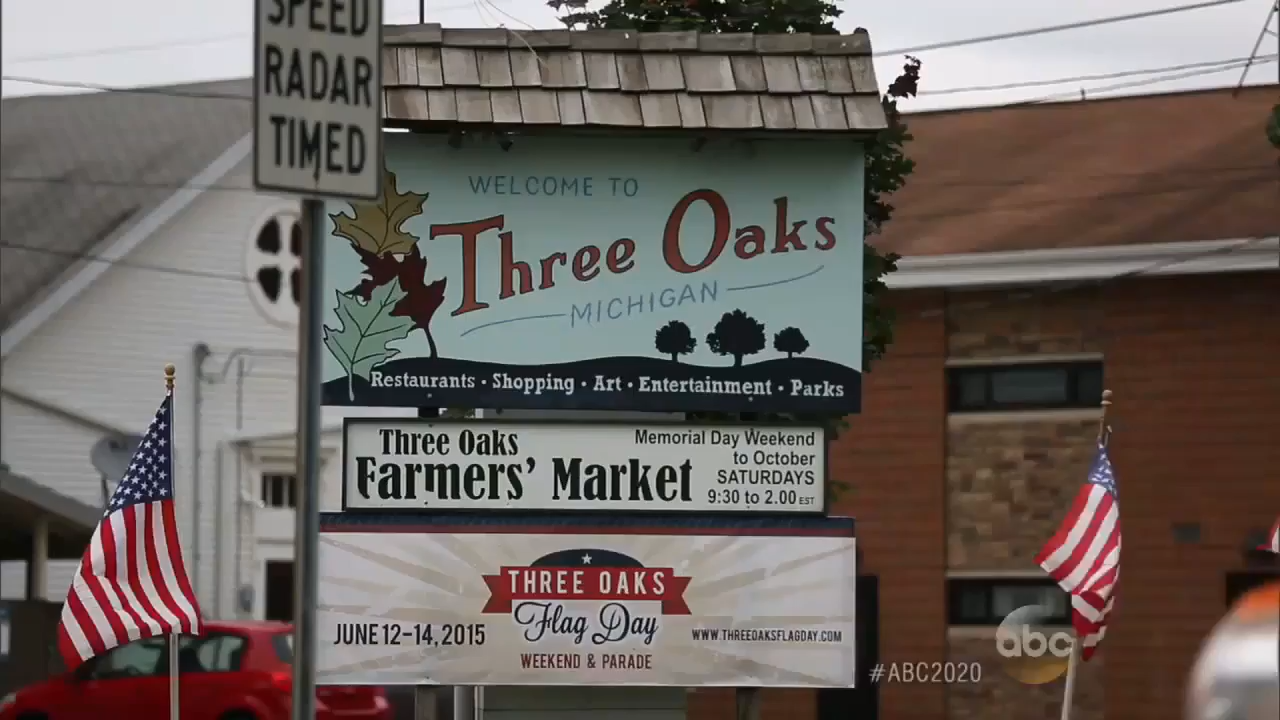 SPEED
RADAR
TIMED
WELCOME TO
Three Oaks
MICHIGAN
Restaurants · Shopping · Art · Entertainment · Parks
Three Oaks
Farmers' Market
Memorial Day Weekend
to October
SATURDAYS
9:30 to 2.00 EST
THREE OAKS
Flag Day
WEEKEND & PARADE
JUNE 12-14, 2015
WWW.THREEOAKSFLAGDAY.COM
abc
#ABC2020